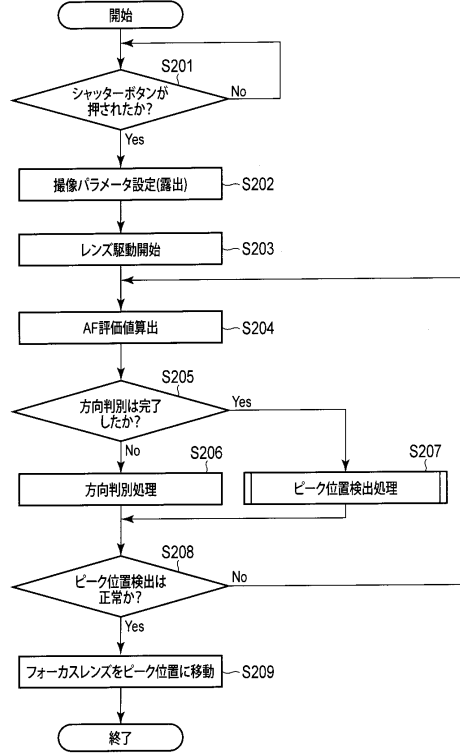 開始
S201
シャッターボタンが
押されたか?
No
Yes
撮像パラメータ設定(露出)
S202
レンズ駆動開始
S203
AF評価値算出
S204
S205
方向判別は完了
したか?
Yes
No
S206
方向判別処理
S207
ピーク位置検出処理
S208
ピーク位置検出は
正常か?
No
Yes
フォーカスレンズをピーク位置に移動
S209
終了